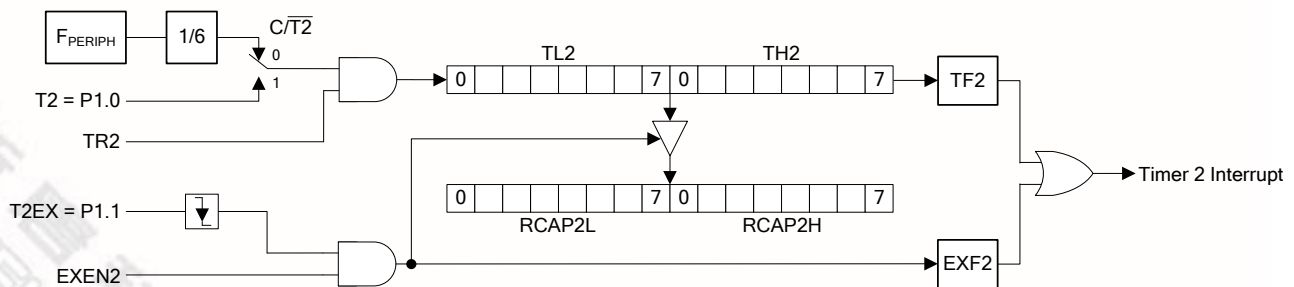 FPERIPH 1/6 C/T2
0
1
T2 = P1.0
TR2
TL2 TH2
0 7 0 7
TF2
Timer 2 Interrupt
T2EX = P1.1
EXEN2
0 7 0 7
RCAP2L RCAP2H
EXF2